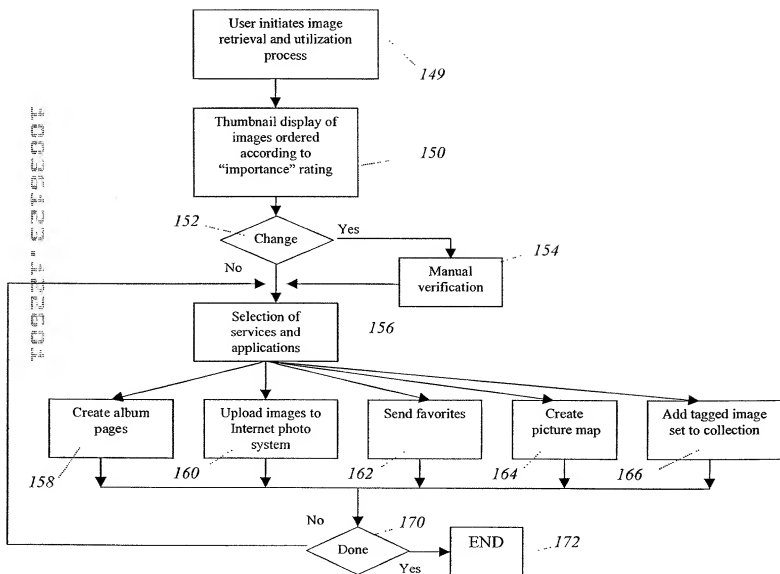 User initiates image
retrieval and utilization
process
149
Thumbnail display of
images ordered
according to
“importance” rating
150
152
Change
Yes
No
Manual
verification
154
Selection of
services and
applications
156
Create album
pages
158
Upload images to
Internet photo
system
160
Send favorites
162
Create
picture map
164
Add tagged image
set to collection
166
No
170
Done
Yes
END
172